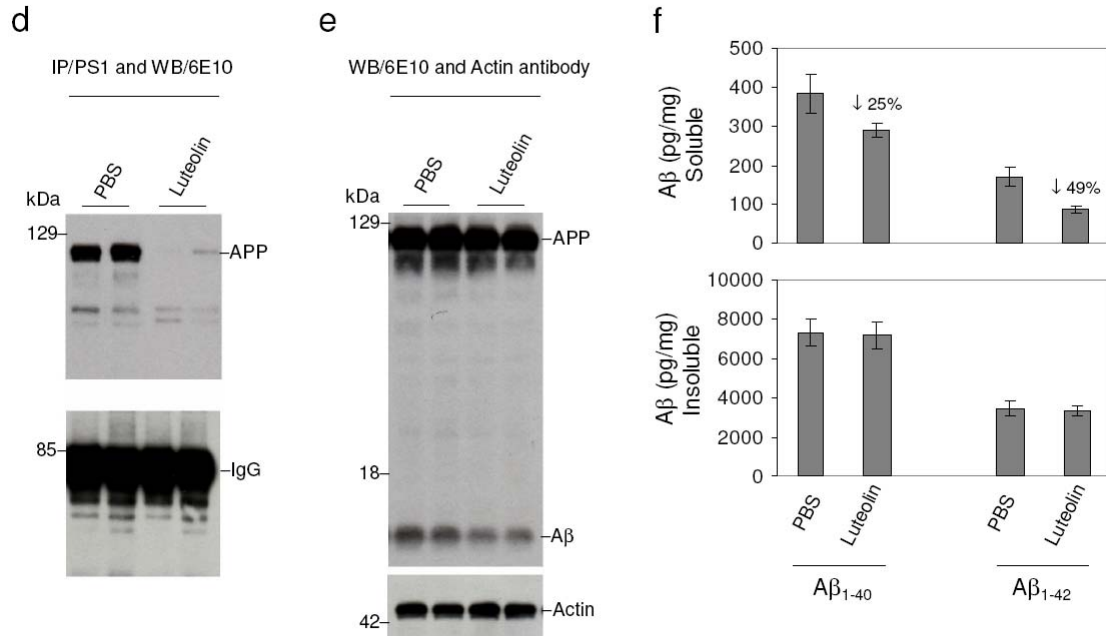 d
IP/PS1 and WB/6E10
PBS
Luteolin
kDa
129
APP
85
IgG
e
WB/6E10 and Actin antibody
PBS
Luteolin
kDa
129
APP
18
Aβ
Actin
42
f
500
400
300
200
100
0
Aβ (pg/mg)
Soluble
↓ 25%
↓ 49%
10000
8000
6000
4000
2000
0
Aβ (pg/mg)
Insoluble
PBS
Luteolin
PBS
Luteolin
Aβ1-40
Aβ1-42